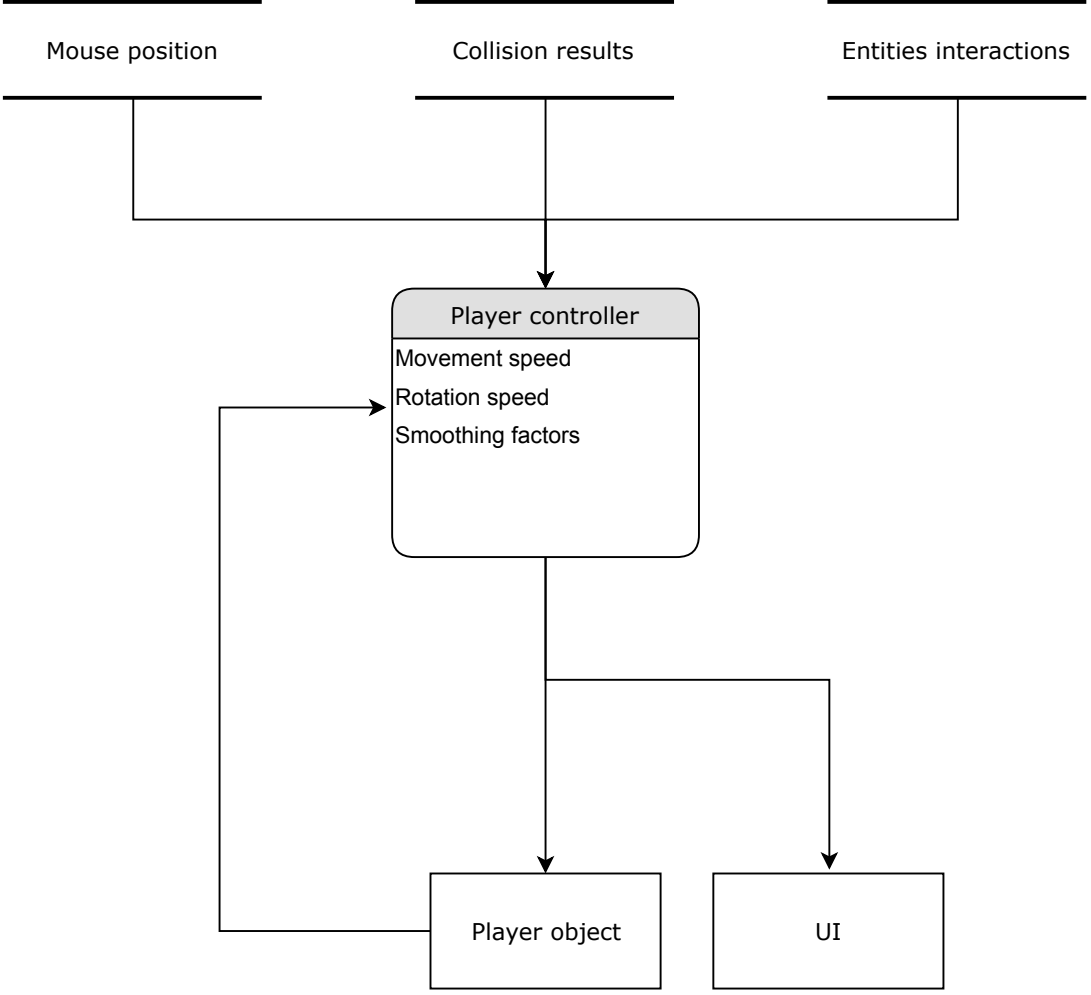 Mouse position
Collision results
Entities interactions
Player controller
Movement speed
Rotation speed
Smoothing factors
Player object
UI